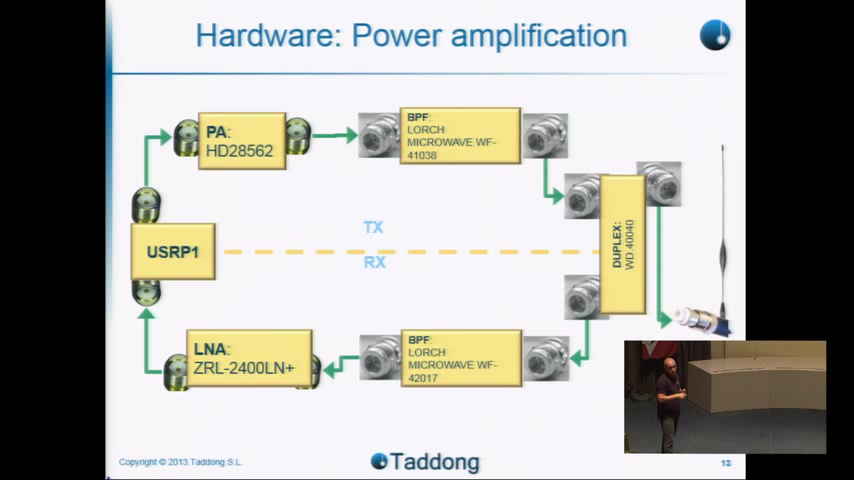 Hardware: Power amplification
PA:
HD28562
BPF:
LORCH
MICROWAVE WF-
41038
TX
USRP1
DUPLEX:
WD.40040
RX
LNA:
ZRL-2400LN+
BPF:
LORCH
MICROWAVE WF-
42017
Copyright © 2013 Taddong S.L.
Taddong
13